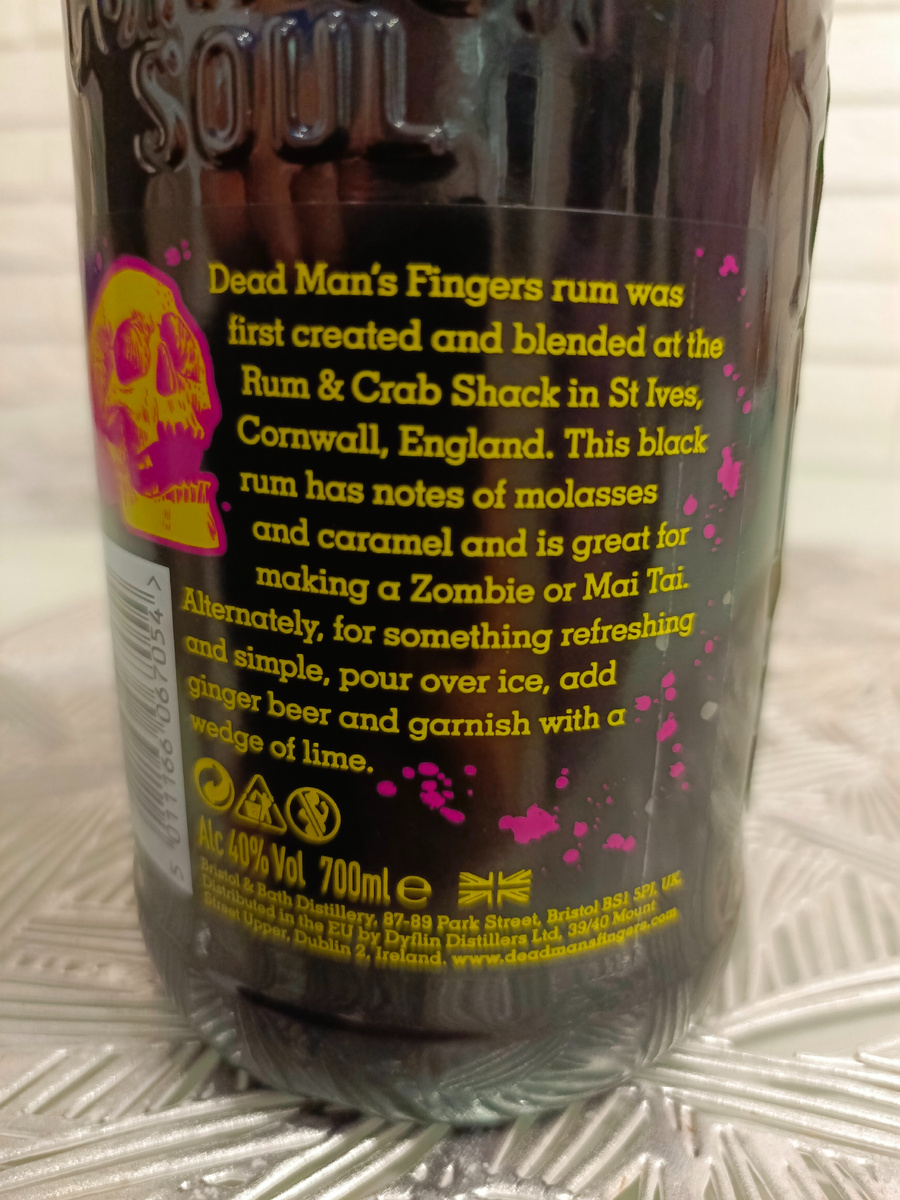 SOUL
Dead Man's Fingers rum was
first created and blended at the
Rum & Crab Shack in St Ives,
Cornwall, England. This black
rum has notes of molasses
and caramel and is great for
making a Zombie or Mai Tai.
Alternately, for something refreshing
and simple, pour over ice, add
ginger beer and garnish with a
wedge of lime.
5 011166 067054 >
Alc 40% Vol 700ml e
Bristol & Bath Distillery, 87-89 Park Street, Bristol BS1 5PJ, UK.
Distributed in the EU by Dyflin Distillers Ltd, 39/40 Mount
Street Upper, Dublin 2, Ireland. www.deadmansfingers.com